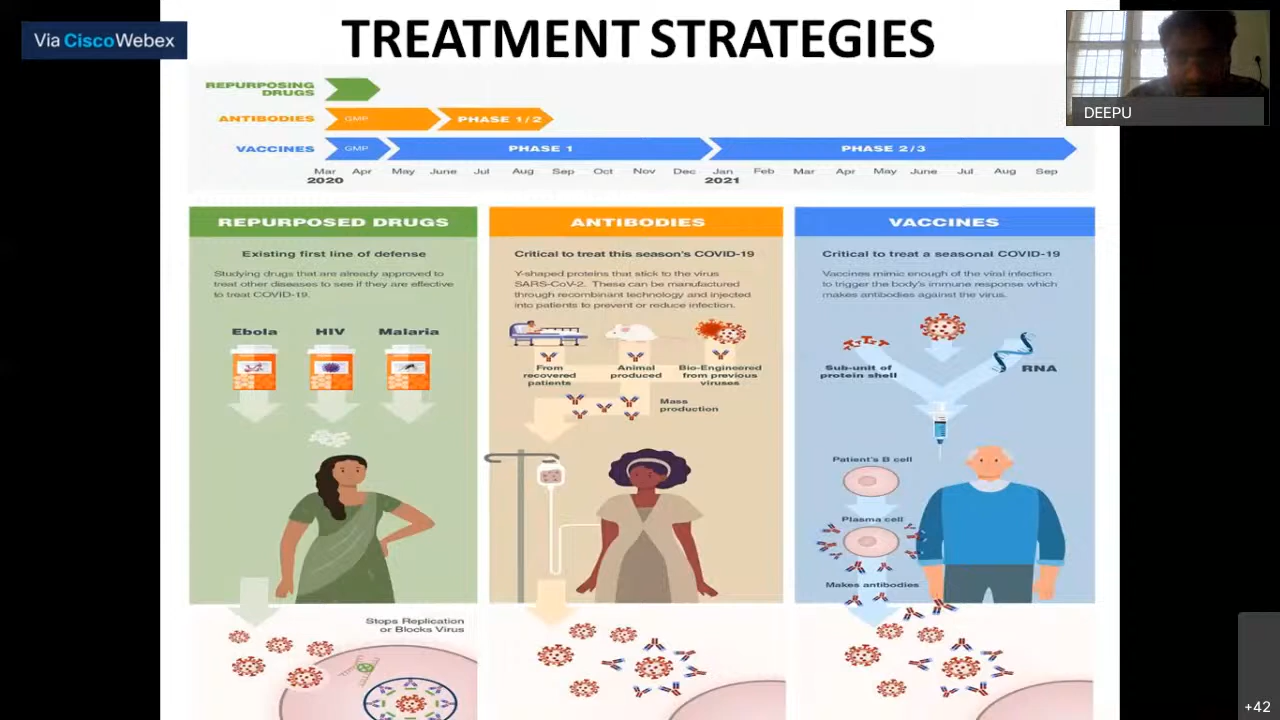 Via CiscoWebex
TREATMENT STRATEGIES
DEEPU
REPURPOSING
DRUGS
ANTIBODIES GMP PHASE 1/2
VACCINES GMP PHASE 1 PHASE 2/3
Mar Apr May June Jul Aug Sep Oct Nov Dec Jan Feb Mar Apr May June Jul Aug Sep
2020 2021
REPURPOSED DRUGS
Existing first line of defense
Studying drugs that are already approved to
treat other diseases to see if they are effective
to treat COVID-19.
Ebola HIV Malaria
Stops Replication
or Blocks Virus
ANTIBODIES
Critical to treat this season's COVID-19
Y-shaped proteins that stick to the virus
SARS-CoV-2. These can be manufactured
through recombinant technology and injected
into patients to prevent or reduce infection.
From
recovered
patients
Animal
produced
Bio-Engineered
from previous
viruses
Mass
production
VACCINES
Critical to treat a seasonal COVID-19
Vaccines mimic enough of the viral infection
to trigger the body's immune response which
makes antibodies against the virus.
Sub-unit of
protein shell
RNA
Patient's B cell
Plasma cell
Makes antibodies
+42